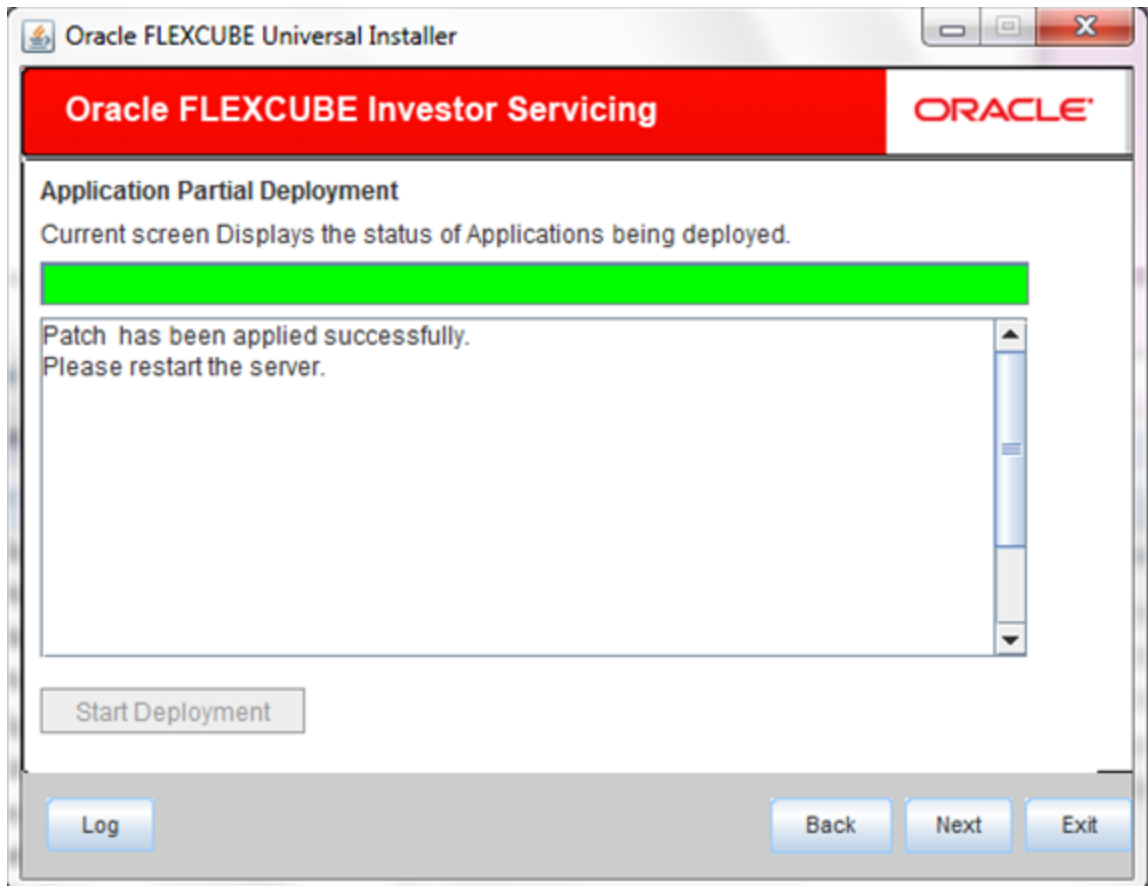 Oracle FLEXCUBE Universal Installer
Oracle FLEXCUBE Investor Servicing
ORACLE
Application Partial Deployment
Current screen Displays the status of Applications being deployed.
Patch  has been applied successfully.
Please restart the server.
Start Deployment
Log
Back
Next
Exit